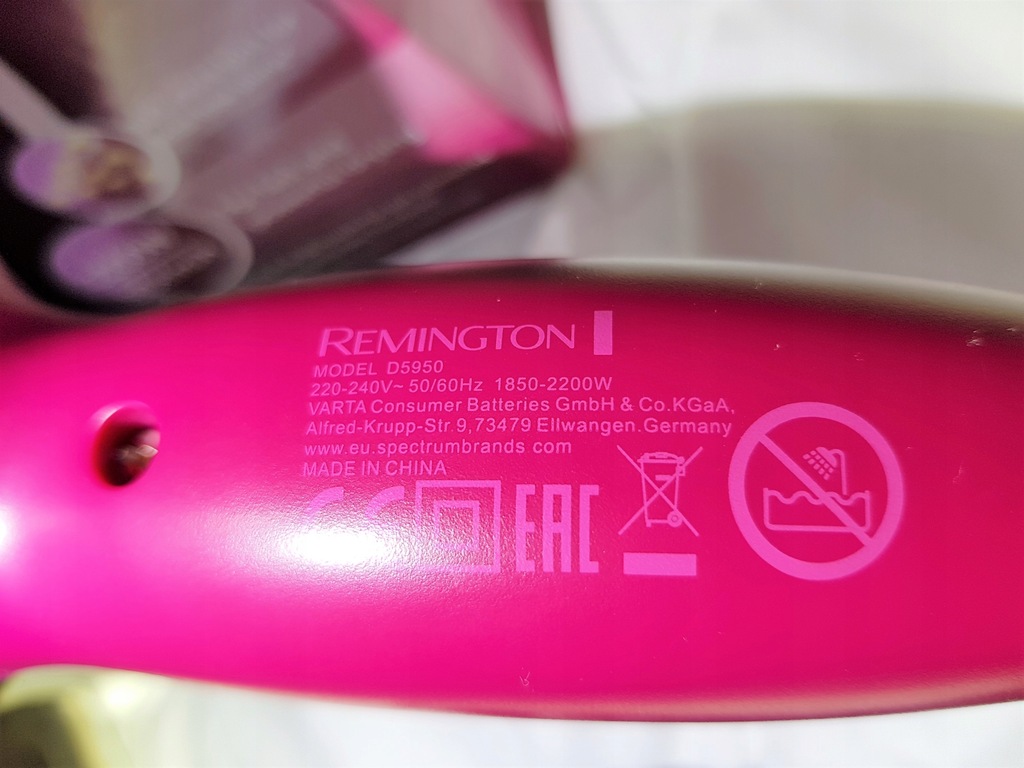 REMINGTON
MODEL D5950
220-240V~ 50/60Hz 1850-2200W
VARTA Consumer Batteries GmbH & Co.KGaA,
Alfred-Krupp-Str.9,73479 Ellwangen.Germany
www.eu.spectrumbrands com
MADE IN CHINA
CE EAC